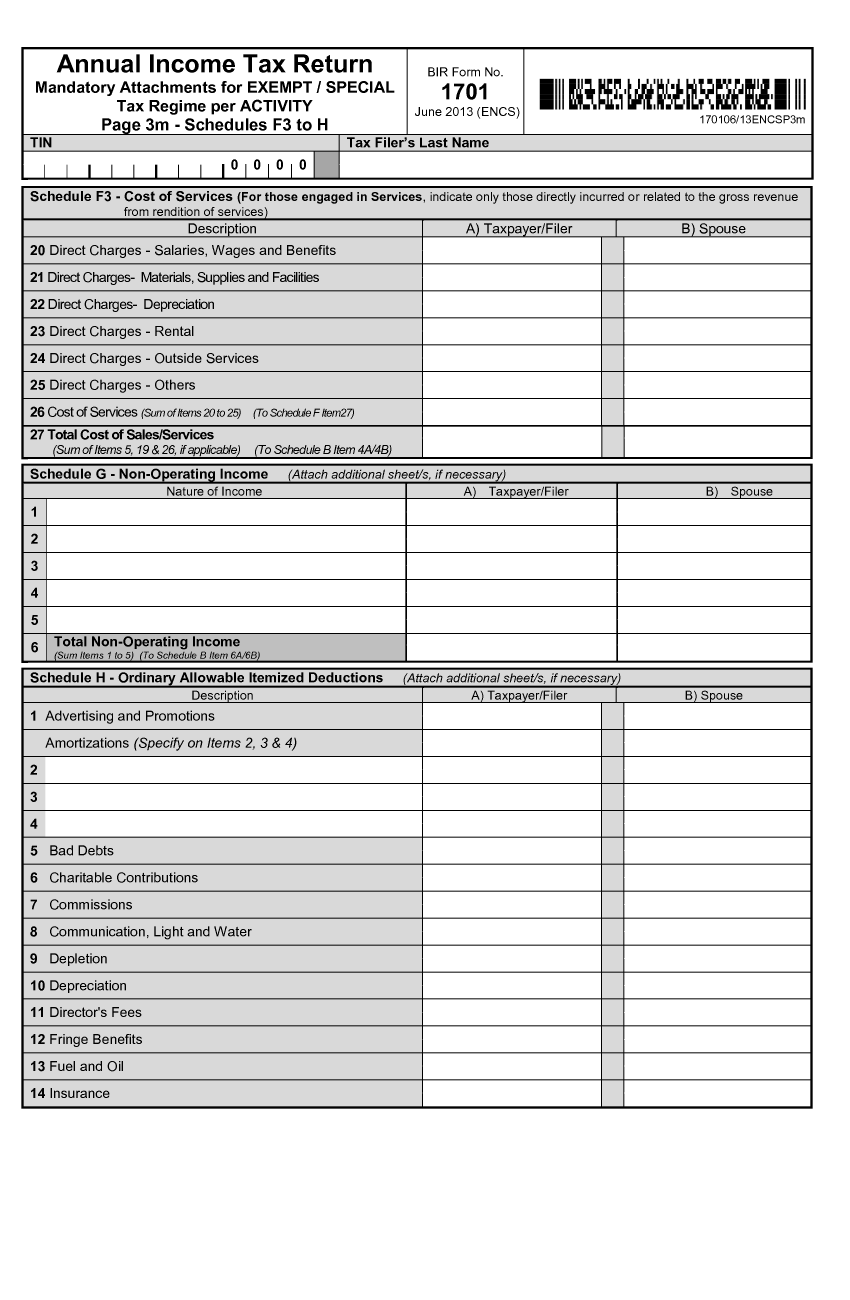 Annual Income Tax Return
Mandatory Attachments for EXEMPT / SPECIAL
Tax Regime per ACTIVITY
Page 3m - Schedules F3 to H
BIR Form No.
1701
June 2013 (ENCS)
170106/13ENCSP3m
TIN
Tax Filer's Last Name
0 0 0 0
Schedule F3 - Cost of Services (For those engaged in Services, indicate only those directly incurred or related to the gross revenue
from rendition of services)
Description A) Taxpayer/Filer B) Spouse
20 Direct Charges - Salaries, Wages and Benefits
21 Direct Charges- Materials, Supplies and Facilities
22 Direct Charges- Depreciation
23 Direct Charges - Rental
24 Direct Charges - Outside Services
25 Direct Charges - Others
26 Cost of Services (Sum of Items 20 to 25) (To Schedule F Item27)
27 Total Cost of Sales/Services
(Sum of Items 5, 19 & 26, if applicable) (To Schedule B Item 4A/4B)
Schedule G - Non-Operating Income (Attach additional sheet/s, if necessary)
Nature of Income A) Taxpayer/Filer B) Spouse
1
2
3
4
5
6 Total Non-Operating Income
(Sum Items 1 to 5) (To Schedule B Item 6A/6B)
Schedule H - Ordinary Allowable Itemized Deductions (Attach additional sheet/s, if necessary)
Description A) Taxpayer/Filer B) Spouse
1 Advertising and Promotions
Amortizations (Specify on Items 2, 3 & 4)
2
3
4
5 Bad Debts
6 Charitable Contributions
7 Commissions
8 Communication, Light and Water
9 Depletion
10 Depreciation
11 Director's Fees
12 Fringe Benefits
13 Fuel and Oil
14 Insurance